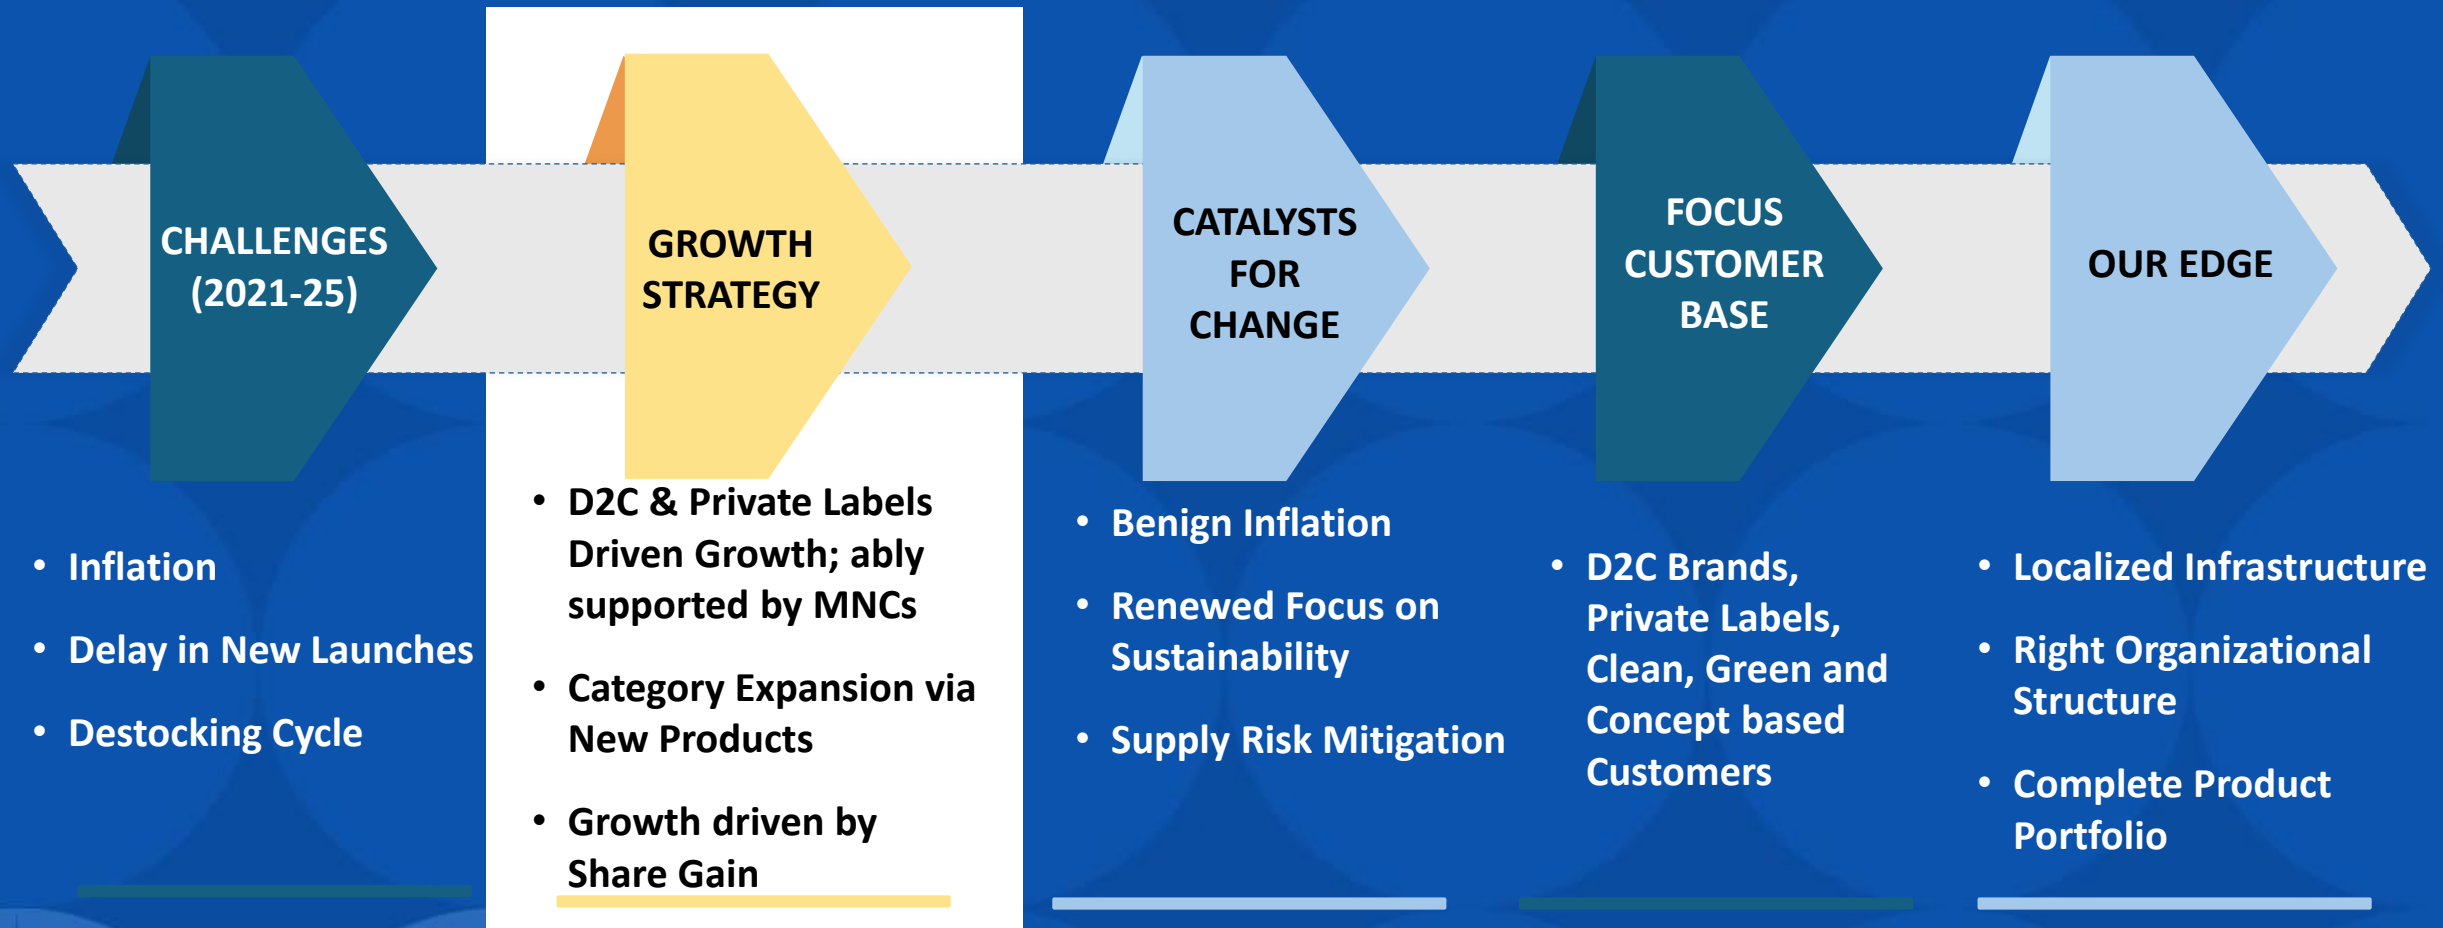 CHALLENGES
(2021-25)
• Inflation
• Delay in New Launches
• Destocking Cycle
GROWTH
STRATEGY
• D2C & Private Labels
Driven Growth; ably
supported by MNCs
• Category Expansion via
New Products
• Growth driven by
Share Gain
CATALYSTS
FOR
CHANGE
• Benign Inflation
• Renewed Focus on
Sustainability
• Supply Risk Mitigation
FOCUS
CUSTOMER
BASE
• D2C Brands,
Private Labels,
Clean, Green and
Concept based
Customers
OUR EDGE
• Localized Infrastructure
• Right Organizational
Structure
• Complete Product
Portfolio